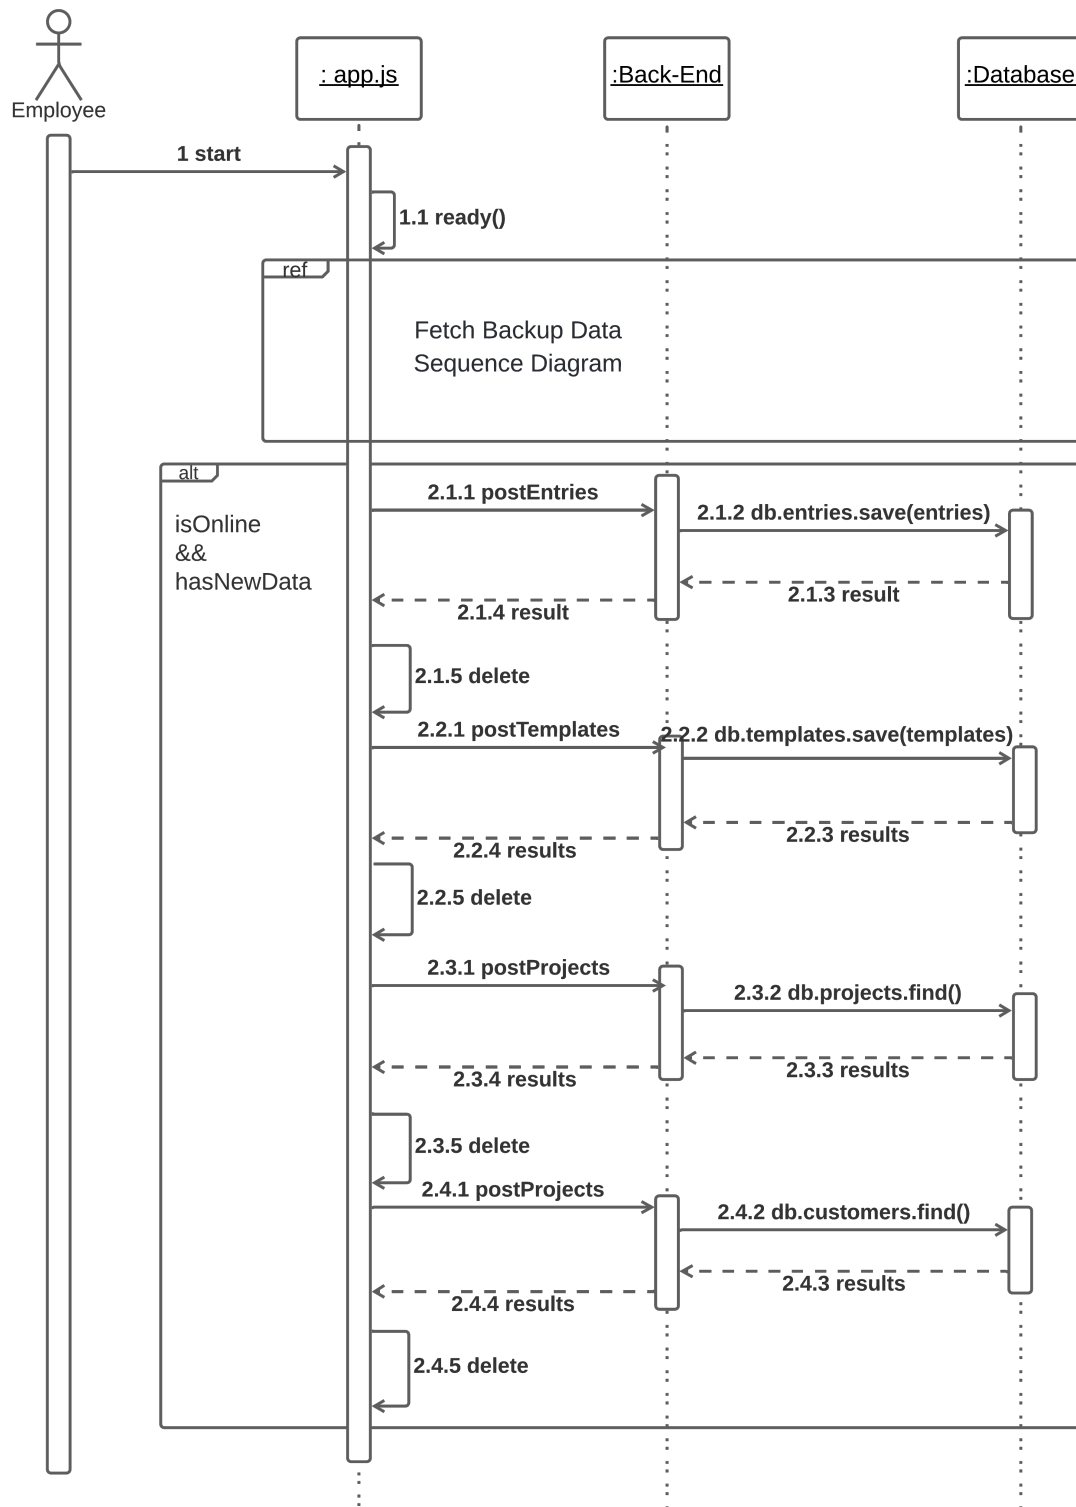 Employee
: app.js
:Back-End
:Database
1 start
1.1 ready()
ref
Fetch Backup Data
Sequence Diagram
alt
isOnline
&&
hasNewData
2.1.1 postEntries
2.1.2 db.entries.save(entries)
2.1.3 result
2.1.4 result
2.1.5 delete
2.2.1 postTemplates
2.2.2 db.templates.save(templates)
2.2.3 results
2.2.4 results
2.2.5 delete
2.3.1 postProjects
2.3.2 db.projects.find()
2.3.3 results
2.3.4 results
2.3.5 delete
2.4.1 postProjects
2.4.2 db.customers.find()
2.4.3 results
2.4.4 results
2.4.5 delete